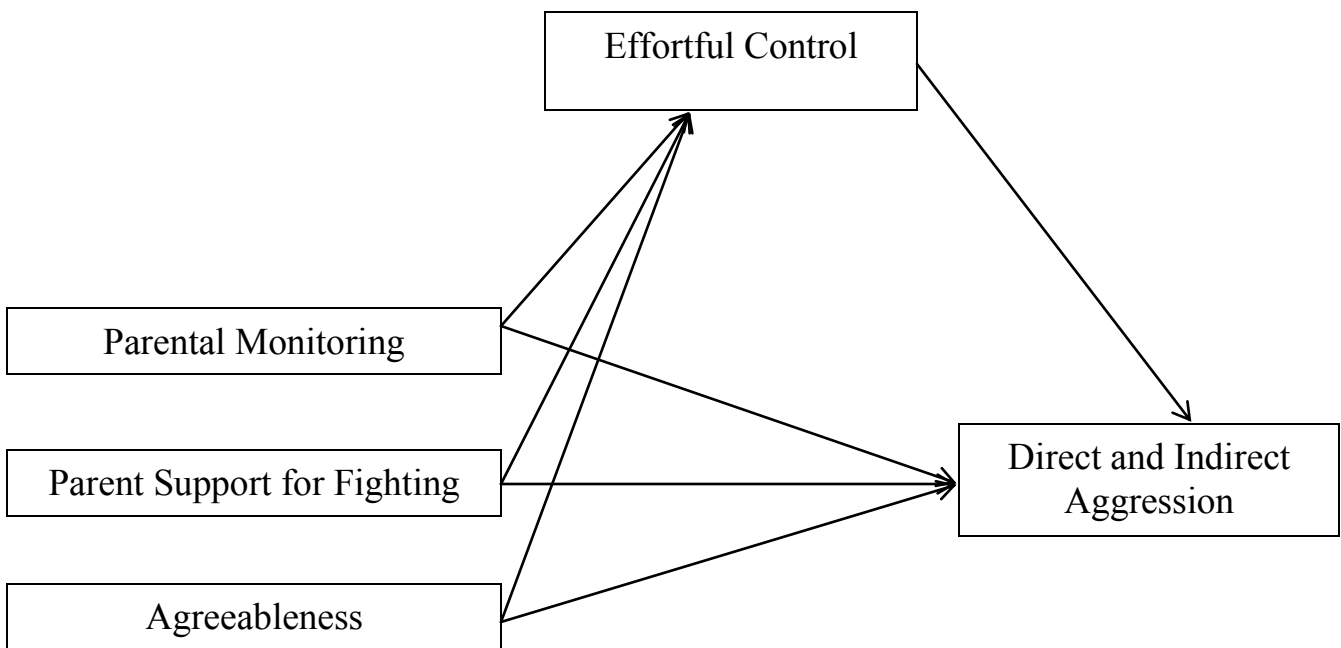 Effortful Control
Parental Monitoring
Parent Support for Fighting
Direct and Indirect
Aggression
Agreeableness